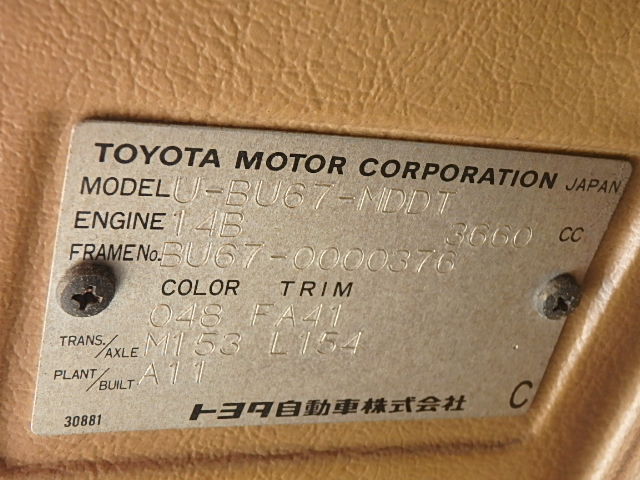 TOYOTA MOTOR CORPORATION JAPAN
MODEL U-BU67-MDDT
ENGINE 14B 3660 CC
FRAME No. BU67-0000376
COLOR TRIM
048 FA41
TRANS./AXLE M153 L154
PLANT/BUILT A11
30881 トヨタ自動車株式会社 C